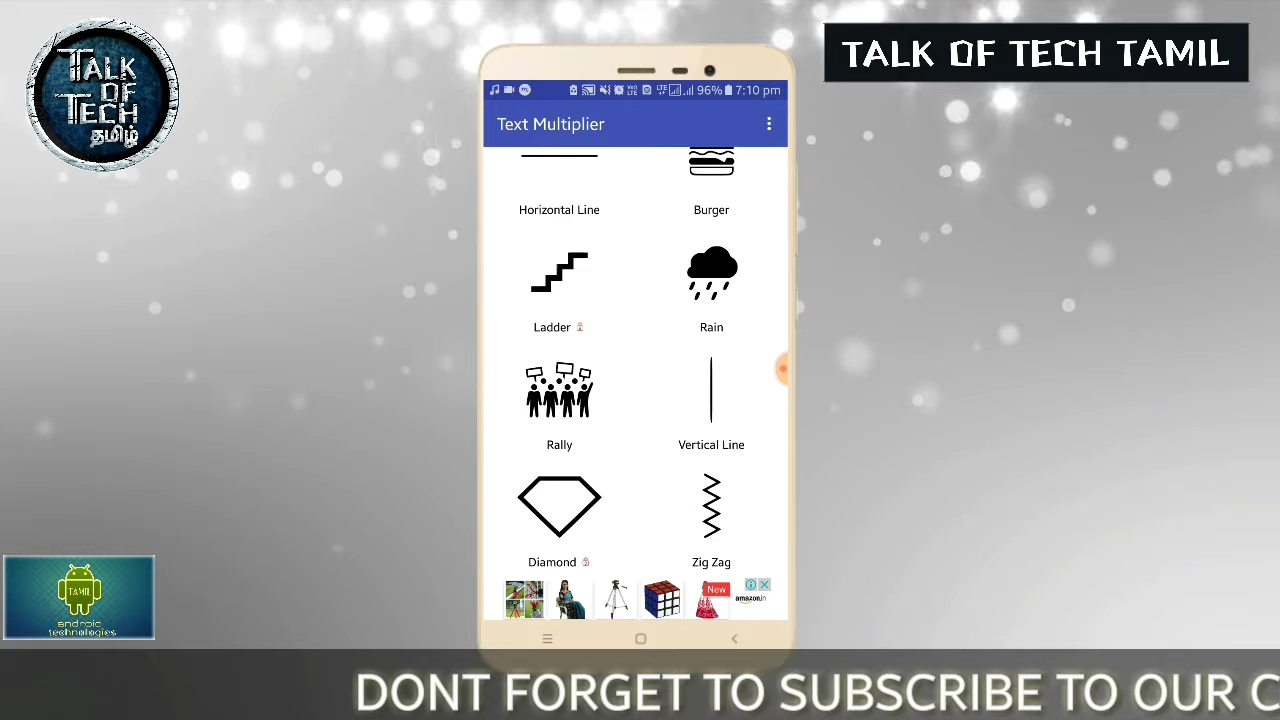 TALK
OF
TECH
தமிழ்
TALK OF TECH TAMIL
96% 7:10 pm
Text Multiplier
Horizontal Line
Burger
Ladder
Rain
Rally
Vertical Line
Diamond
Zig Zag
New
amazon.in
TAMIL
android
technologies
DONT FORGET TO SUBSCRIBE TO OUR C